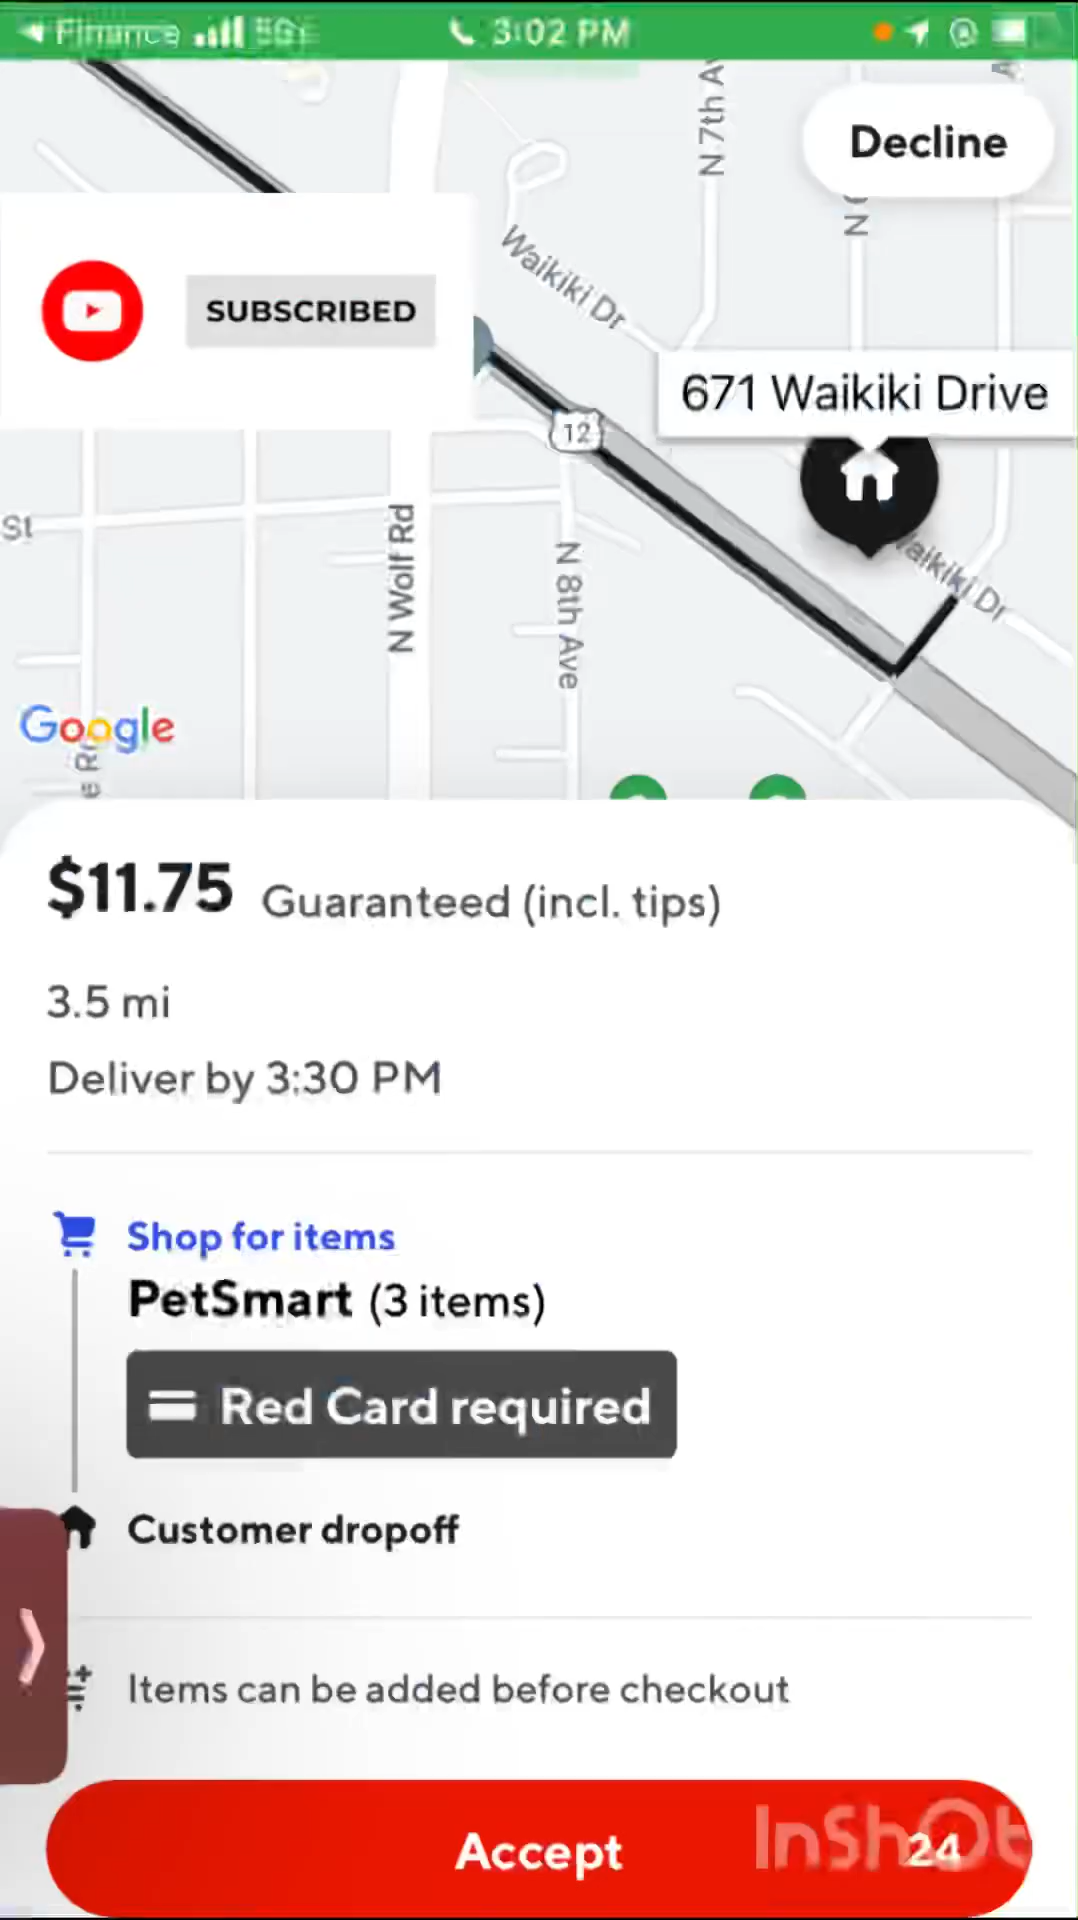 Finance
3:02 PM
N 7th Av
Decline
Waikiki Dr
SUBSCRIBED
671 Waikiki Drive
12
Waikiki Dr
St
N Wolf Rd
N 8th Ave
Google
$11.75 Guaranteed (incl. tips)
3.5 mi
Deliver by 3:30 PM
Shop for items
PetSmart (3 items)
Red Card required
Customer dropoff
Items can be added before checkout
Accept
24
InShOt